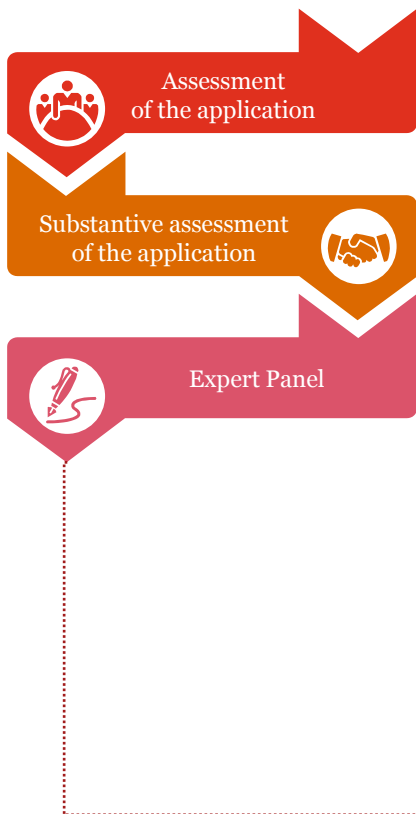 Assessment
of the application
Substantive assessment
of the application
Expert Panel